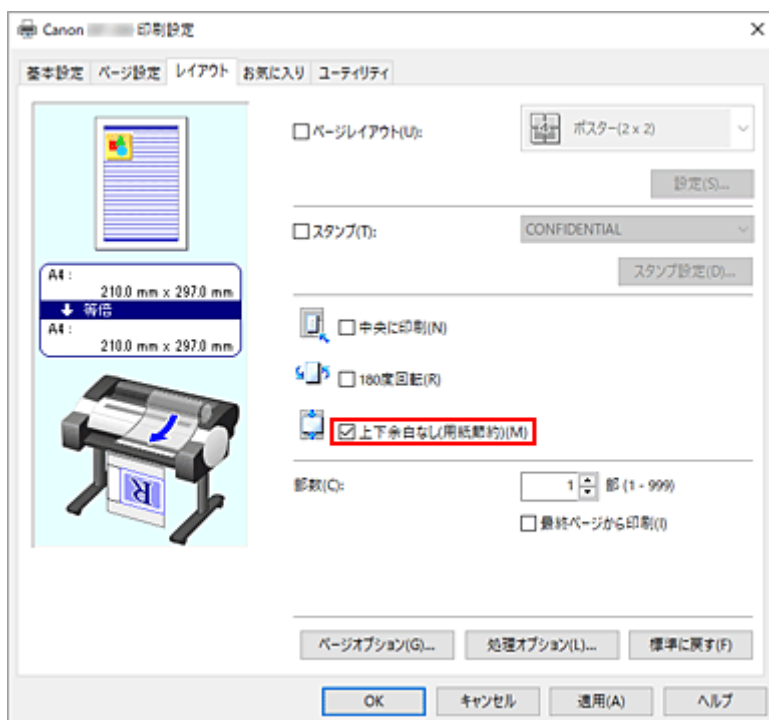 Canon 印刷設定
基本設定 ページ設定 レイアウト お気に入り ユーティリティ
ページレイアウト(U): ポスター(2 x 2)
設定(S)...
スタンプ(T): CONFIDENTIAL
スタンプ設定(D)...
A4 :
210.0 mm x 297.0 mm
等倍
A4 :
210.0 mm x 297.0 mm
中央に印刷(N)
180度回転(R)
上下余白なし(用紙節約)(M)
R
部数(C): 1 部 (1 - 999)
最終ページから印刷(I)
ページオプション(G)... 処理オプション(L)... 標準に戻す(F)
OK キャンセル 適用(A) ヘルプ